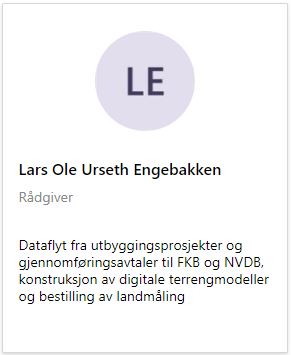 LE
Lars Ole Urseth Engebakken
Rådgiver
Dataflyt fra utbyggingsprosjekter og
gjennomføringsavtaler til FKB og NVDB,
konstruksjon av digitale terrengmodeller
og bestilling av landmåling